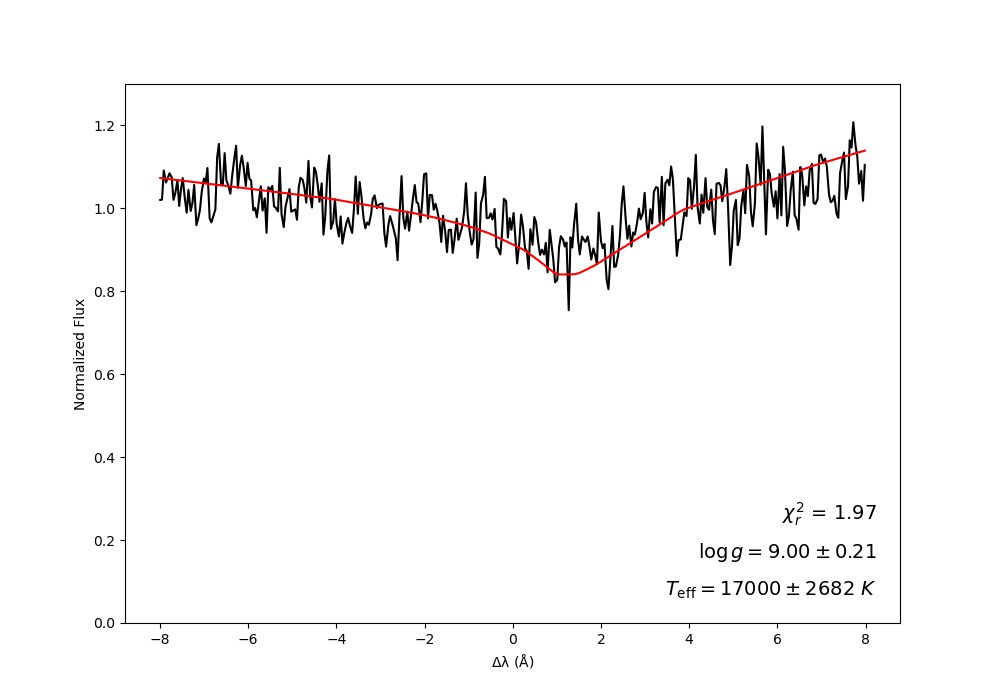 1.2
1.0
0.8
0.6
0.4
0.2
0.0
Normalized Flux
χ²ᵣ = 1.97
log g = 9.00 ± 0.21
T_eff = 17000 ± 2682 K
−8 −6 −4 −2 0 2 4 6 8
Δλ (Å)